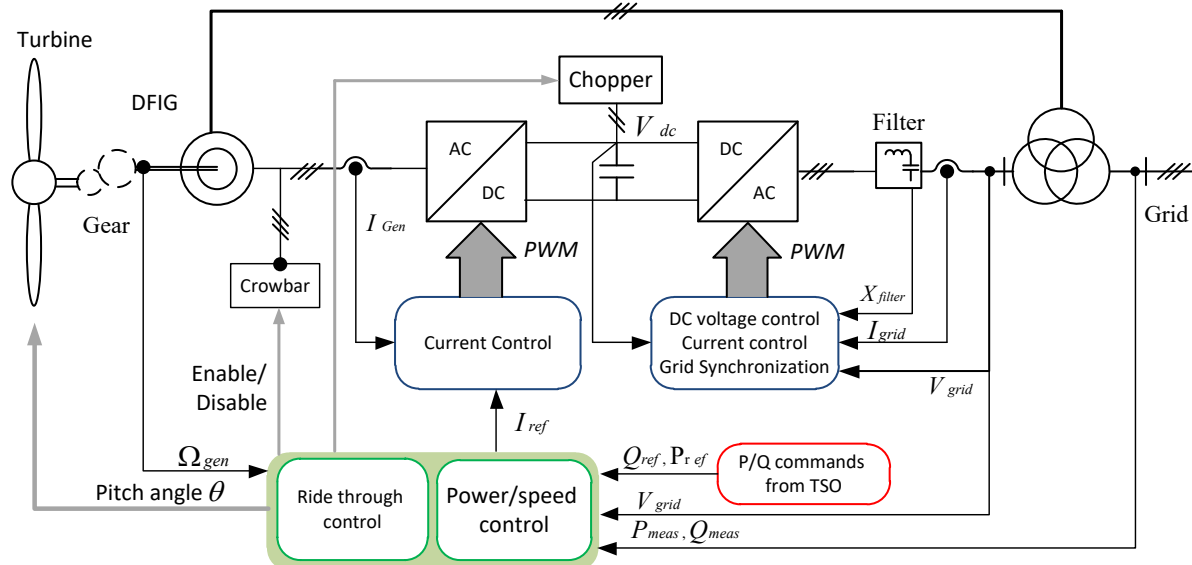 Turbine
DFIG
Chopper
V dc
Filter
AC
DC
DC
AC
Gear
Grid
I Gen
PWM
PWM
Crowbar
X filter
Current Control
DC voltage control
Current control
Grid Synchronization
I grid
V grid
Enable/
Disable
I ref
Ω gen
Q ref , P r ef
P/Q commands
from TSO
Pitch angle θ
Ride through
control
Power/speed
control
V grid
P meas , Q meas